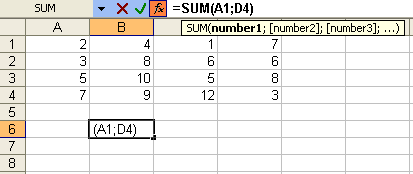 SUM =SUM(A1;D4)
SUM(number1; [number2]; [number3]; ...)
A B C D E F
1 2 4 1 7
2 3 8 6 6
3 5 10 5 8
4 7 9 12 3
5
6 (A1;D4)
7
8